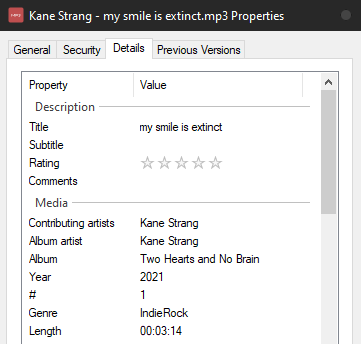 Kane Strang - my smile is extinct.mp3 Properties
General Security Details Previous Versions
Property Value
Description
Title my smile is extinct
Subtitle
Rating
Comments
Media
Contributing artists Kane Strang
Album artist Kane Strang
Album Two Hearts and No Brain
Year 2021
# 1
Genre IndieRock
Length 00:03:14